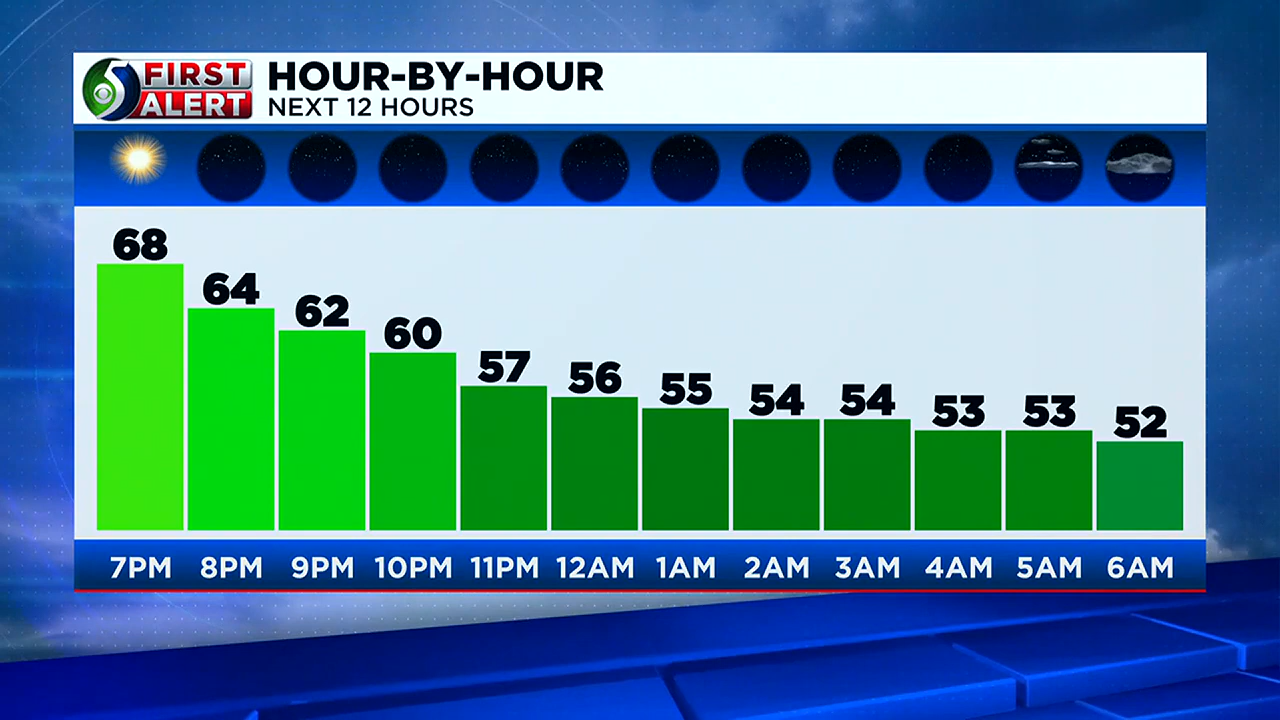 5 FIRST
ALERT
HOUR-BY-HOUR
NEXT 12 HOURS
68 64 62 60 57 56 55 54 54 53 53 52
7PM 8PM 9PM 10PM 11PM 12AM 1AM 2AM 3AM 4AM 5AM 6AM